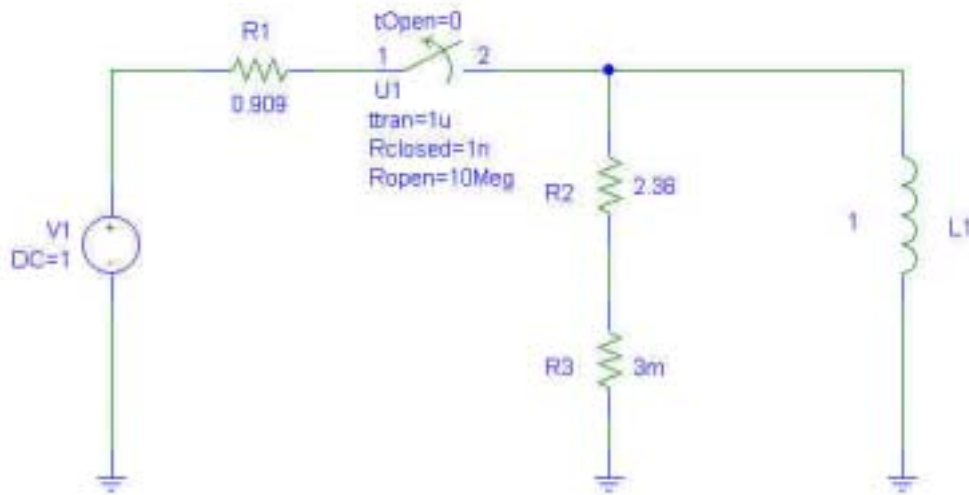 tOpen=0
R1
1
2
0.909
U1
ttran=1u
Rclosed=1n
Ropen=10Meg
R2
2.38
V1
DC=1
1
L1
R3
3m